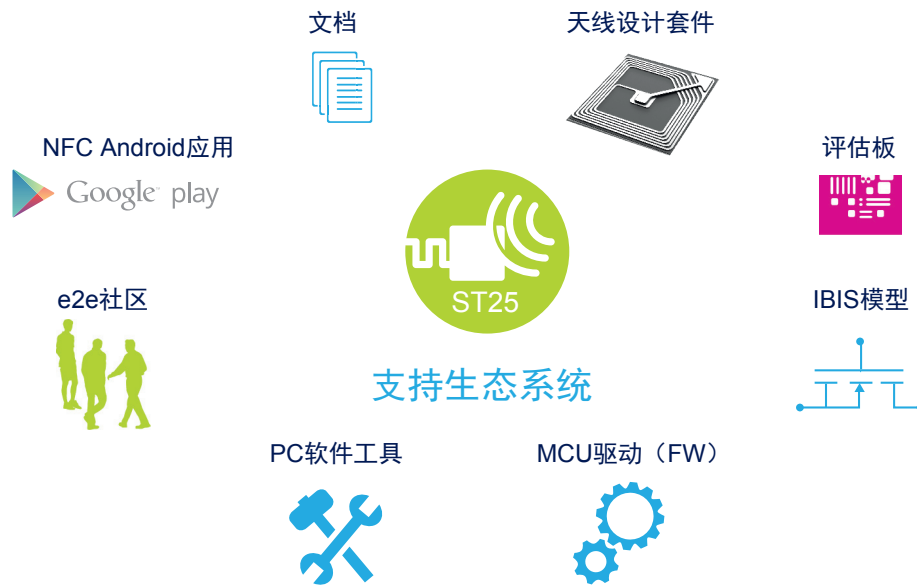 文档
天线设计套件
NFC Android应用
Google play
评估板
ST25
e2e社区
IBIS模型
支持生态系统
PC软件工具
MCU驱动（FW）